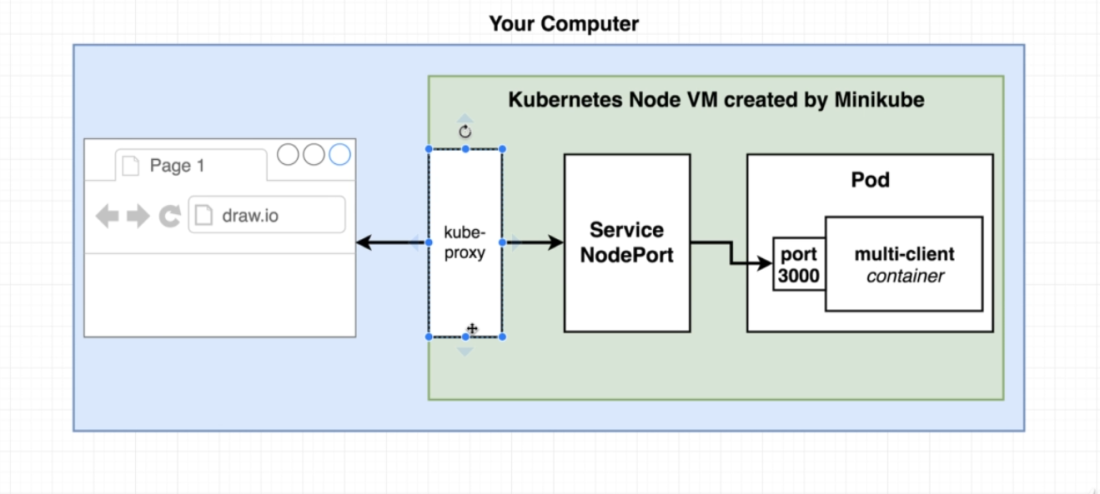 Your Computer
Kubernetes Node VM created by Minikube
Page 1
draw.io
kube-
proxy
Service
NodePort
Pod
port
3000
multi-client
container